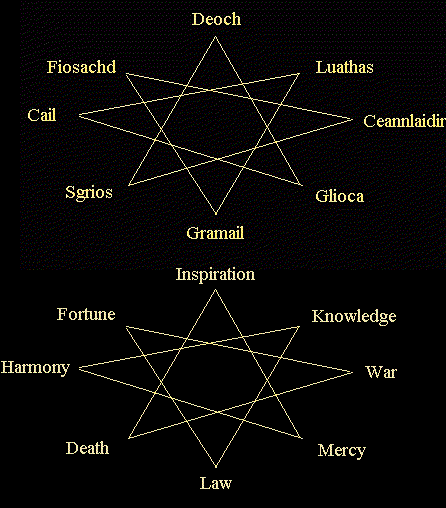 Deoch
Fiosachd
Luathas
Cail
Ceannlaidir
Sgrios
Glioca
Gramail
Inspiration
Fortune
Knowledge
Harmony
War
Death
Mercy
Law